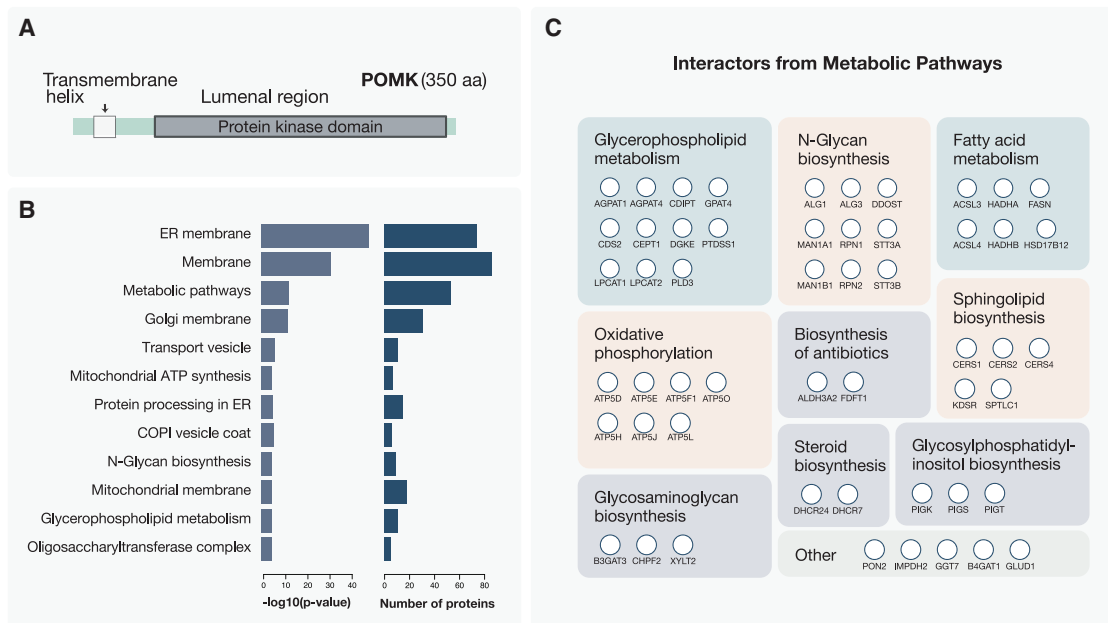 A
Transmembrane
helix
Lumenal region
POMK (350 aa)
Protein kinase domain
B
ER membrane
Membrane
Metabolic pathways
Golgi membrane
Transport vesicle
Mitochondrial ATP synthesis
Protein processing in ER
COPI vesicle coat
N-Glycan biosynthesis
Mitochondrial membrane
Glycerophospholipid metabolism
Oligosaccharyltransferase complex
0 10 20 30 40
-log10(p-value)
0 20 40 60 80
Number of proteins
C
Interactors from Metabolic Pathways
Glycerophospholipid
metabolism
AGPAT1 AGPAT4 CDIPT GPAT4
CDS2 CEPT1 DGKE PTDSS1
LPCAT1 LPCAT2 PLD3
N-Glycan
biosynthesis
ALG1 ALG3 DDOST
MAN1A1 RPN1 STT3A
MAN1B1 RPN2 STT3B
Fatty acid
metabolism
ACSL3 HADHA FASN
ACSL4 HADHB HSD17B12
Oxidative
phosphorylation
ATP5D ATP5E ATP5F1 ATP5O
ATP5H ATP5J ATP5L
Biosynthesis
of antibiotics
ALDH3A2 FDFT1
Sphingolipid
biosynthesis
CERS1 CERS2 CERS4
KDSR SPTLC1
Glycosaminoglycan
biosynthesis
B3GAT3 CHPF2 XYLT2
Steroid
biosynthesis
DHCR24 DHCR7
Glycosylphosphatidyl-
inositol biosynthesis
PIGK PIGS PIGT
Other
PON2 IMPDH2 GGT7 B4GAT1 GLUD1